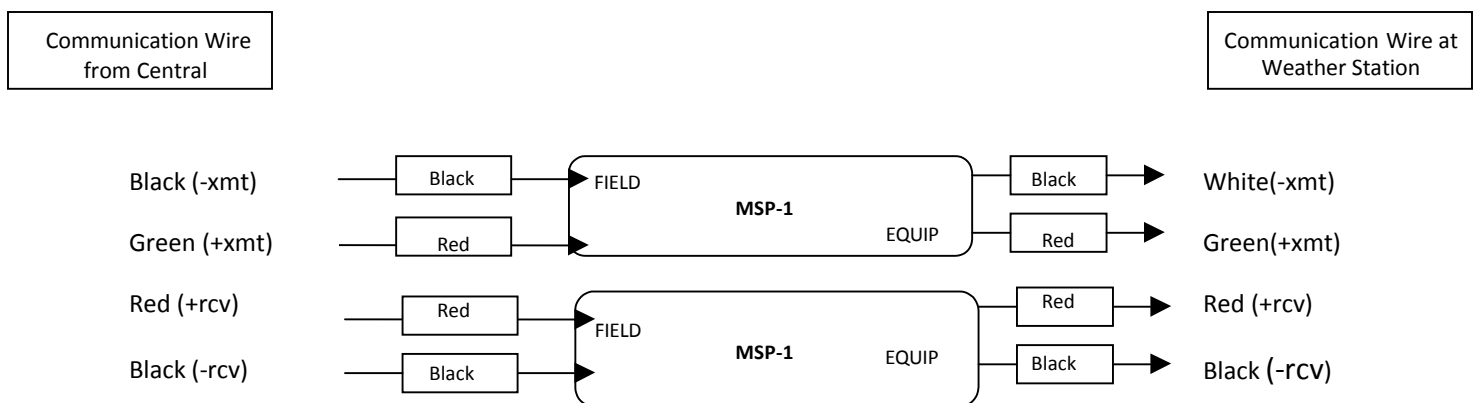 Communication Wire
from Central
Communication Wire at
Weather Station
Black (-xmt)
Black
FIELD
MSP-1
Black
White(-xmt)
Green (+xmt)
Red
EQUIP
Red
Green(+xmt)
Red (+rcv)
Red
FIELD
MSP-1
EQUIP
Red
Red (+rcv)
Black (-rcv)
Black
Black
Black (-rcv)